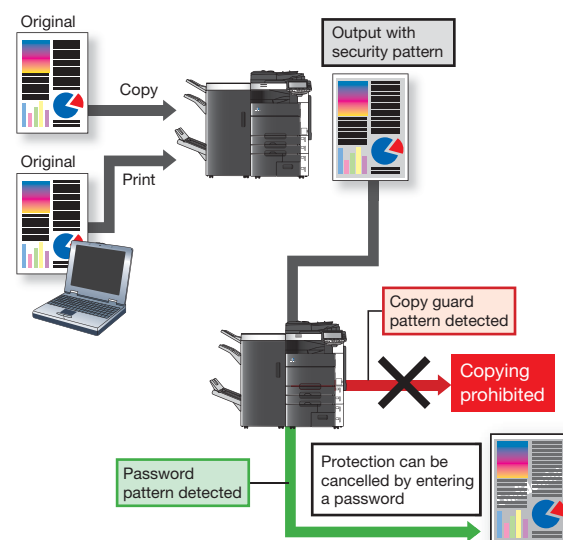 Original
Copy
Original
Print
Output with
security pattern
Copy guard
pattern detected
Copying
prohibited
Password
pattern detected
Protection can be
cancelled by entering
a password